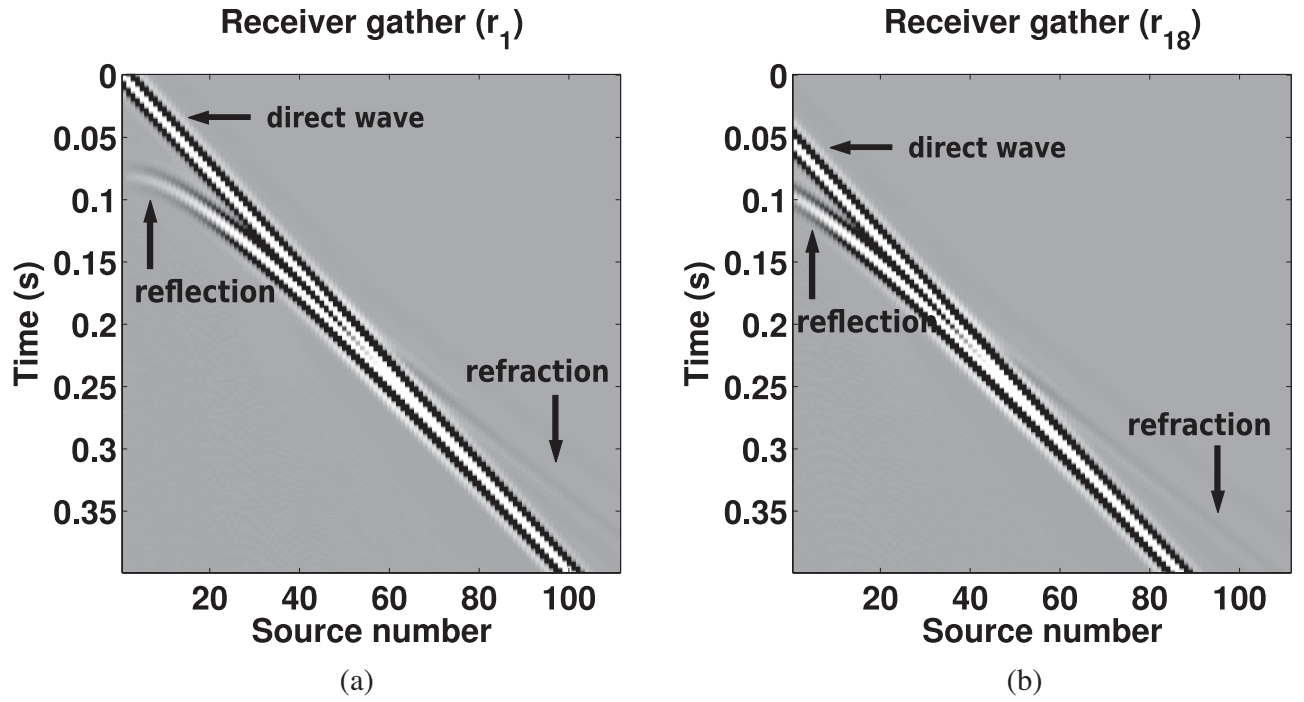 Receiver gather (r1)
0
0.05
0.1
0.15
0.2
0.25
0.3
0.35
Time (s)
direct wave
reflection
refraction
20 40 60 80 100
Source number
(a)
Receiver gather (r18)
0
0.05
0.1
0.15
0.2
0.25
0.3
0.35
Time (s)
direct wave
reflection
refraction
20 40 60 80 100
Source number
(b)